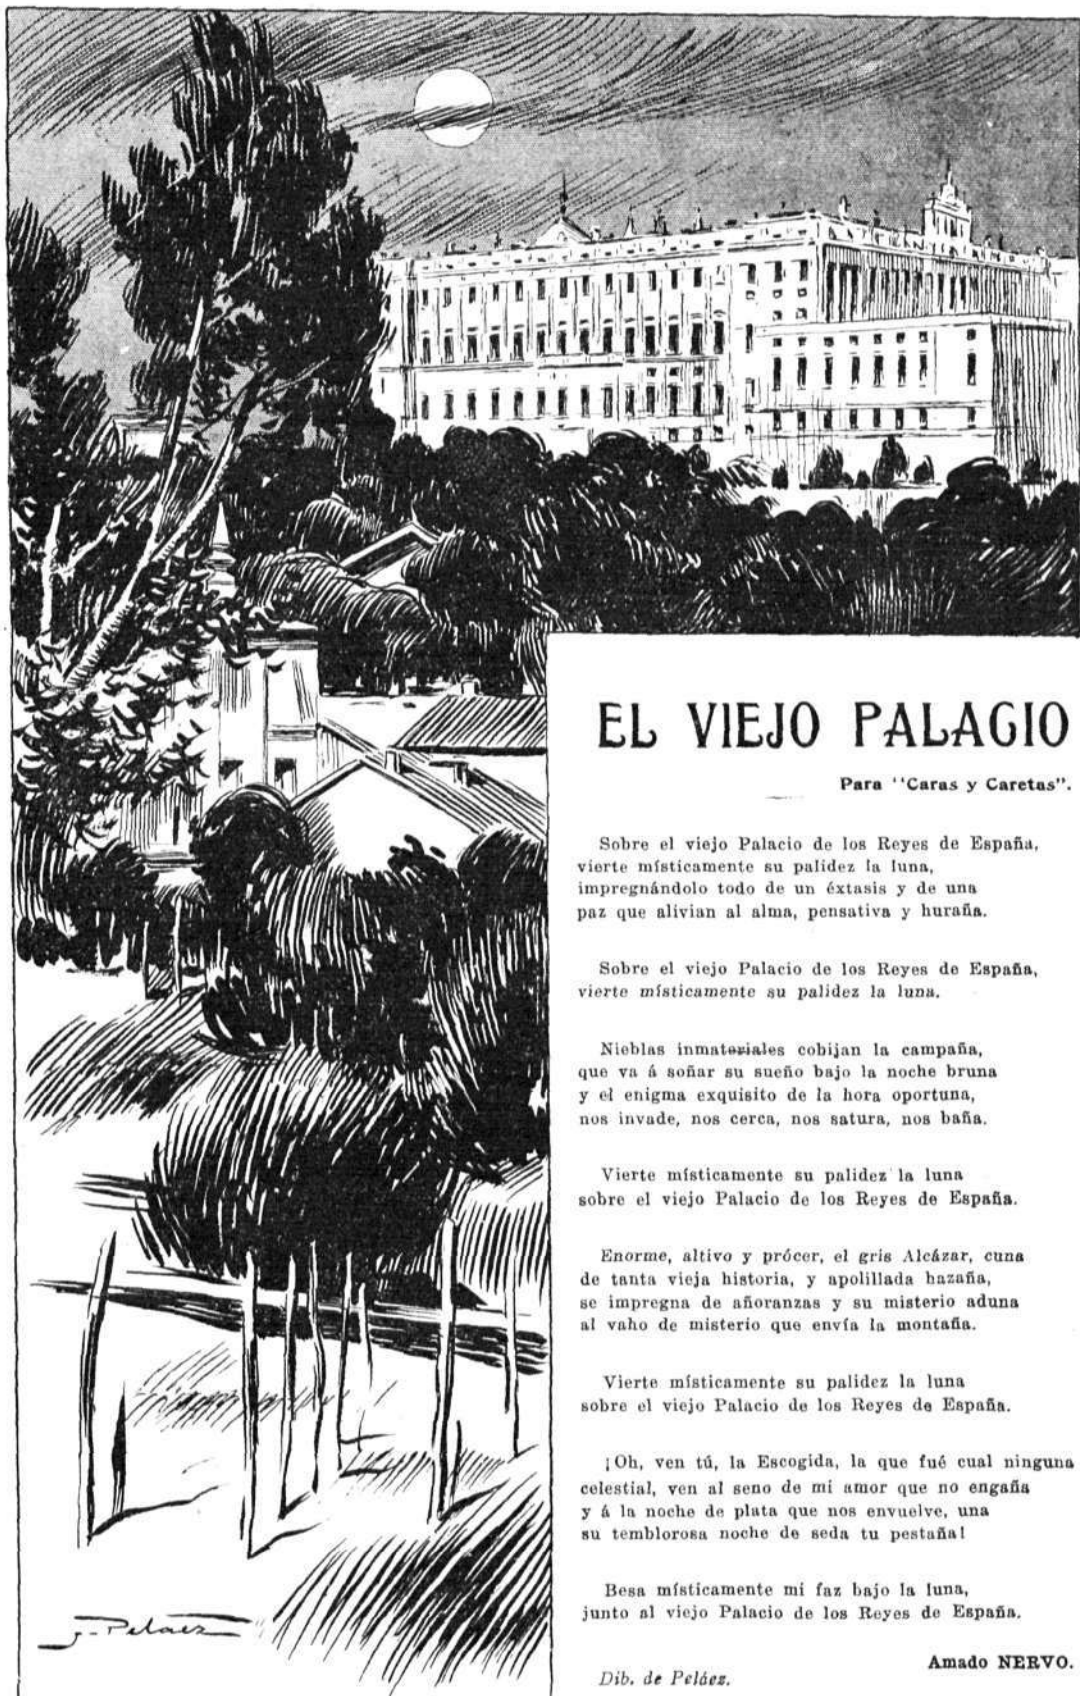 EL VIEJO PALACIO
Para "Caras y Caretas".
Sobre el viejo Palacio de los Reyes de España,
vierte místicamente su palidez la luna,
impregnándolo todo de un éxtasis y de una
paz que alivian al alma, pensativa y huraña.
Sobre el viejo Palacio de los Reyes de España,
vierte místicamente su palidez la luna.
Nieblas inmateriales cobijan la campaña,
que va á soñar su sueño bajo la noche bruna
y el enigma exquisito de la hora oportuna,
nos invade, nos cerca, nos satura, nos baña.
Vierte místicamente su palidez la luna
sobre el viejo Palacio de los Reyes de España.
Enorme, altivo y prócer, el gris Alcázar, cuna
de tanta vieja historia, y apolillada hazaña,
se impregna de añoranzas y su misterio aduna
al vaho de misterio que envía la montaña.
Vierte místicamente su palidez la luna
sobre el viejo Palacio de los Reyes de España.
¡Oh, ven tú, la Escogida, la que fué cual ninguna
celestial, ven al seno de mi amor que no engaña
y á la noche de plata que nos envuelve, una
su temblorosa noche de seda tu pestaña!
Besa místicamente mi faz bajo la luna,
junto al viejo Palacio de los Reyes de España.
Amado NERVO.
Dib. de Peláez.
J. Pelaez